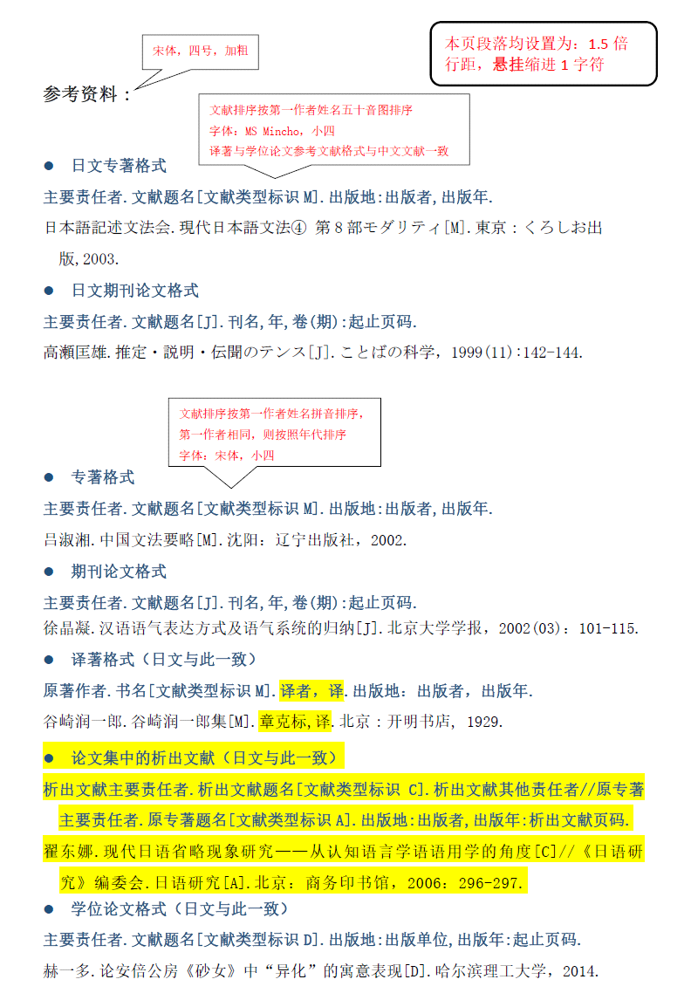 宋体，四号，加粗
本页段落均设置为：1.5 倍
行距，悬挂缩进 1 字符
参考资料：
文献排序按第一作者姓名五十音图排序
字体：MS Mincho，小四
译著与学位论文参考文献格式与中文文献一致
● 日文专著格式
主要责任者.文献题名[文献类型标识 M].出版地:出版者,出版年.
日本語記述文法会.現代日本語文法④ 第 8 部モダリティ[M].東京：くろしお出
版,2003.
● 日文期刊论文格式
主要责任者.文献题名[J].刊名,年,卷(期):起止页码.
高瀬匡雄.推定・説明・伝聞のテンス[J].ことばの科学，1999(11):142-144.
文献排序按第一作者姓名拼音排序，
第一作者相同，则按照年代排序
字体：宋体，小四
● 专著格式
主要责任者.文献题名[文献类型标识 M].出版地:出版者,出版年.
吕淑湘.中国文法要略[M].沈阳：辽宁出版社，2002.
● 期刊论文格式
主要责任者.文献题名[J].刊名,年,卷(期):起止页码.
徐晶凝.汉语语气表达方式及语气系统的归纳[J].北京大学学报，2002(03)：101-115.
● 译著格式（日文与此一致）
原著作者.书名[文献类型标识 M].译者，译.出版地：出版者，出版年.
谷崎润一郎.谷崎润一郎集[M].章克标,译.北京：开明书店, 1929.
● 论文集中的析出文献（日文与此一致）
析出文献主要责任者.析出文献题名[文献类型标识 C].析出文献其他责任者//原专著
主要责任者.原专著题名[文献类型标识 A].出版地:出版者,出版年:析出文献页码.
翟东娜.现代日语省略现象研究——从认知语言学语语用学的角度[C]//《日语研
究》编委会.日语研究[A].北京：商务印书馆，2006：296-297.
● 学位论文格式（日文与此一致）
主要责任者.文献题名[文献类型标识 D].出版地:出版单位,出版年:起止页码.
赫一多.论安倍公房《砂女》中“异化”的寓意表现[D].哈尔滨理工大学，2014.